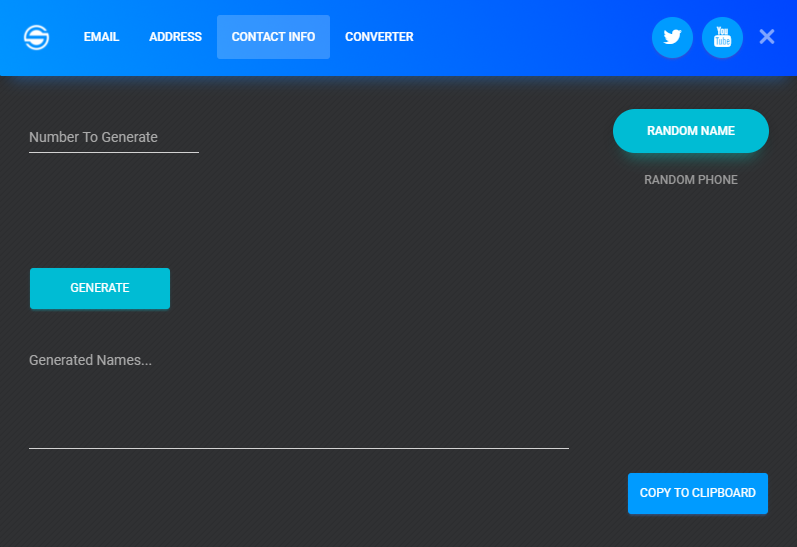 EMAIL ADDRESS CONTACT INFO CONVERTER You Tube
Number To Generate
RANDOM NAME
RANDOM PHONE
GENERATE
Generated Names...
COPY TO CLIPBOARD